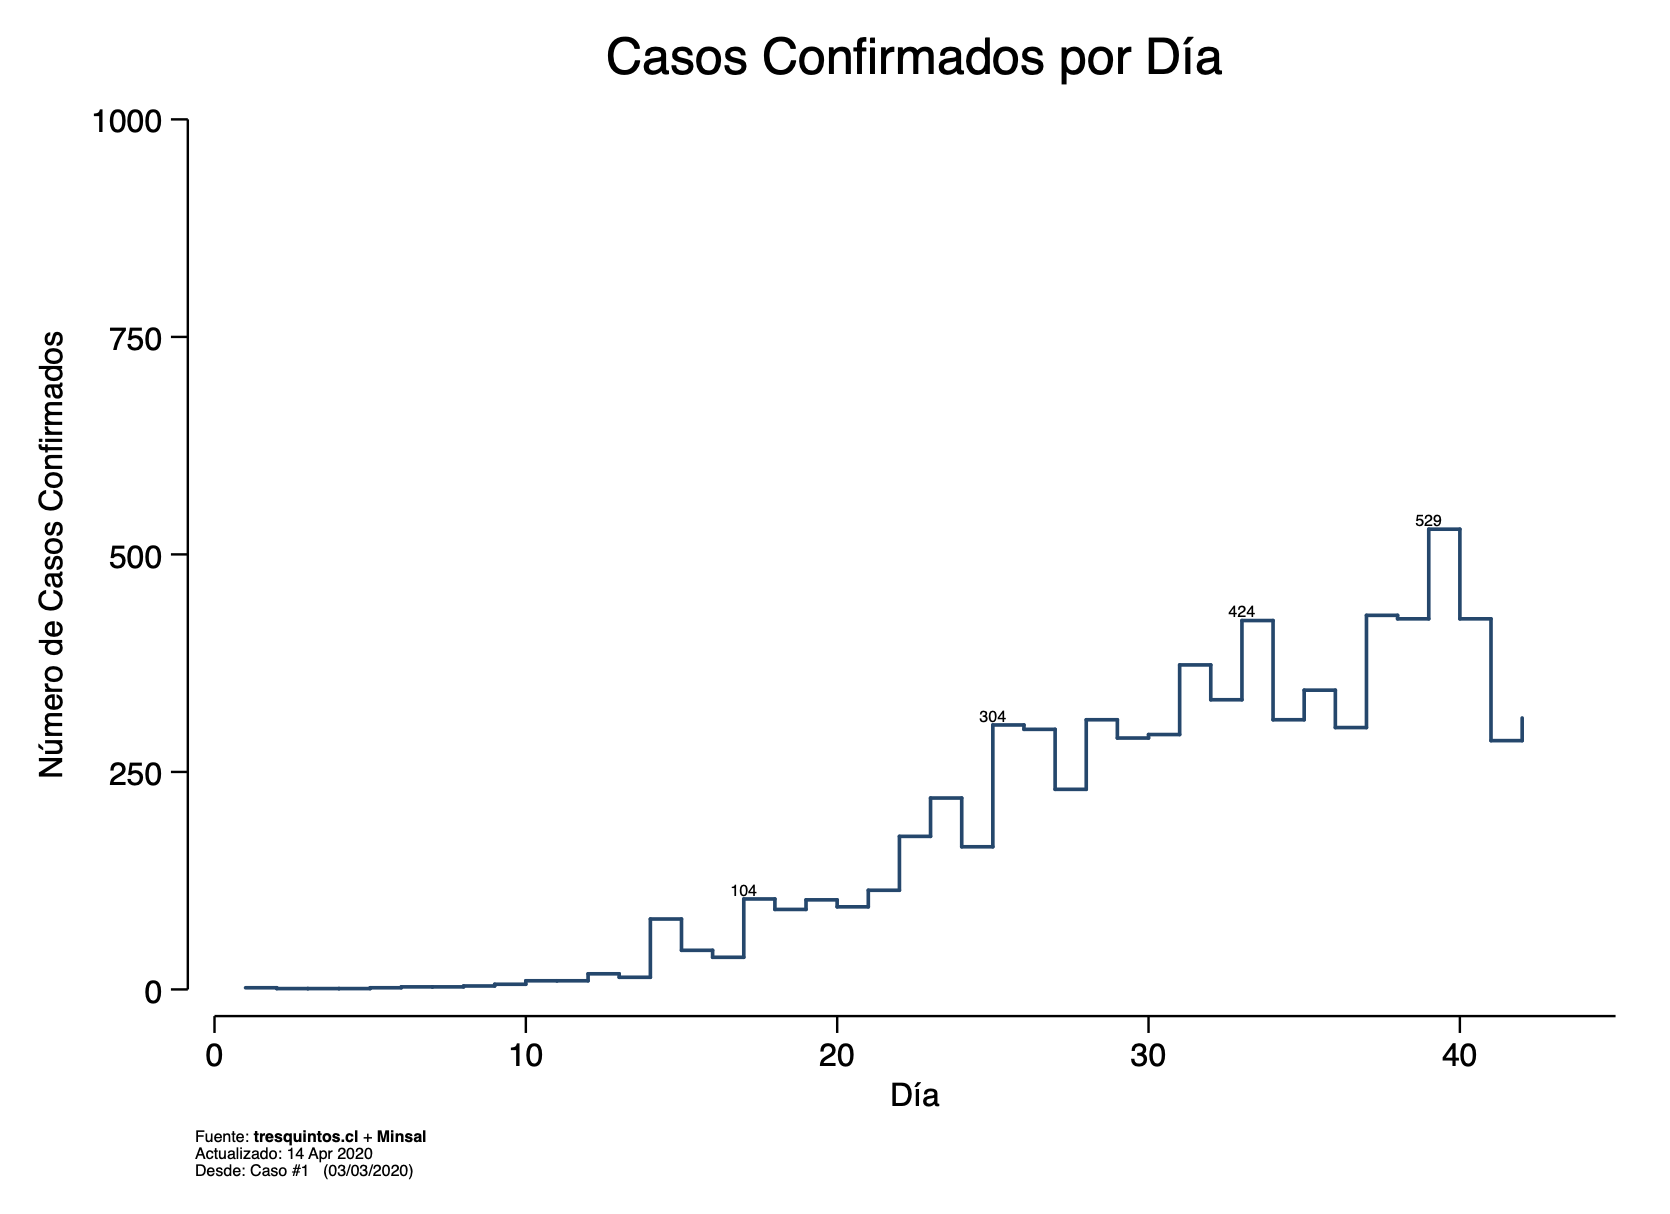 Casos Confirmados por Día
1000
750
500
250
0
Número de Casos Confirmados
104
304
424
529
0 10 20 30 40
Día
Fuente: tresquintos.cl + Minsal
Actualizado: 14 Apr 2020
Desde: Caso #1 (03/03/2020)